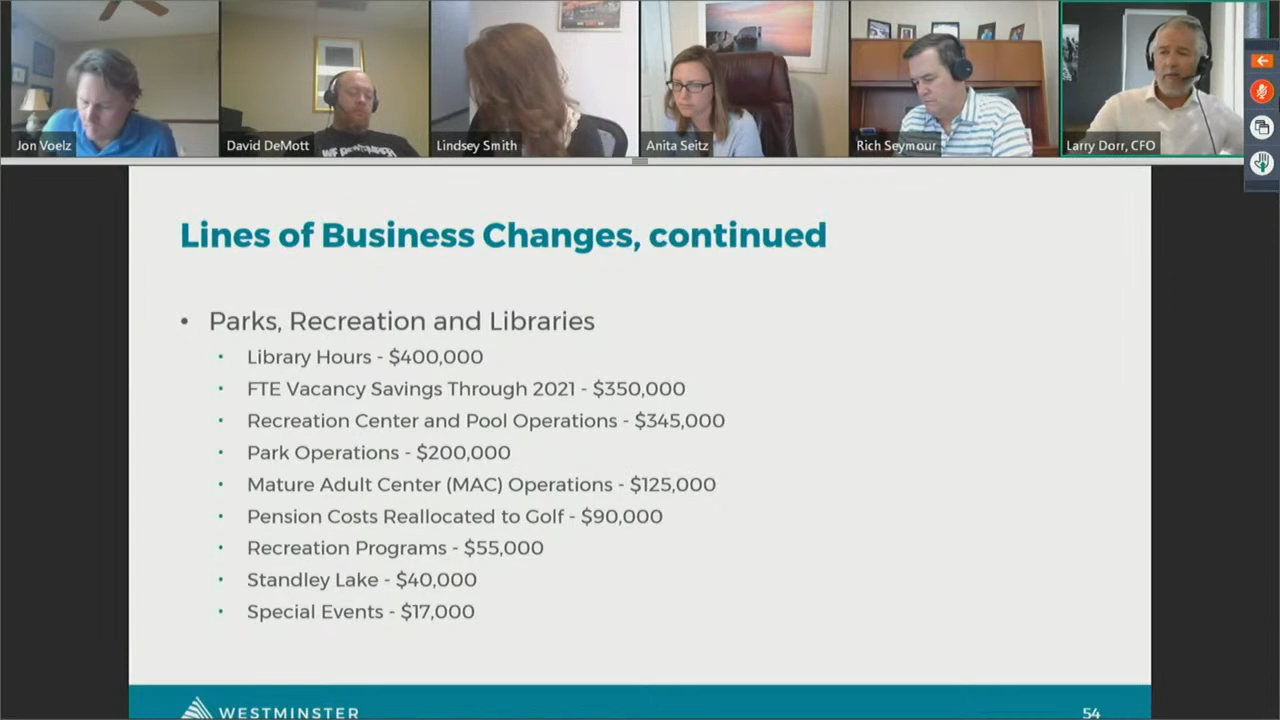 Jon Voelz
David DeMott
Lindsey Smith
Anita Seitz
Rich Seymour
Larry Dorr, CFO
Lines of Business Changes, continued
• Parks, Recreation and Libraries
• Library Hours - $400,000
• FTE Vacancy Savings Through 2021 - $350,000
• Recreation Center and Pool Operations - $345,000
• Park Operations - $200,000
• Mature Adult Center (MAC) Operations - $125,000
• Pension Costs Reallocated to Golf - $90,000
• Recreation Programs - $55,000
• Standley Lake - $40,000
• Special Events - $17,000
WESTMINSTER
54